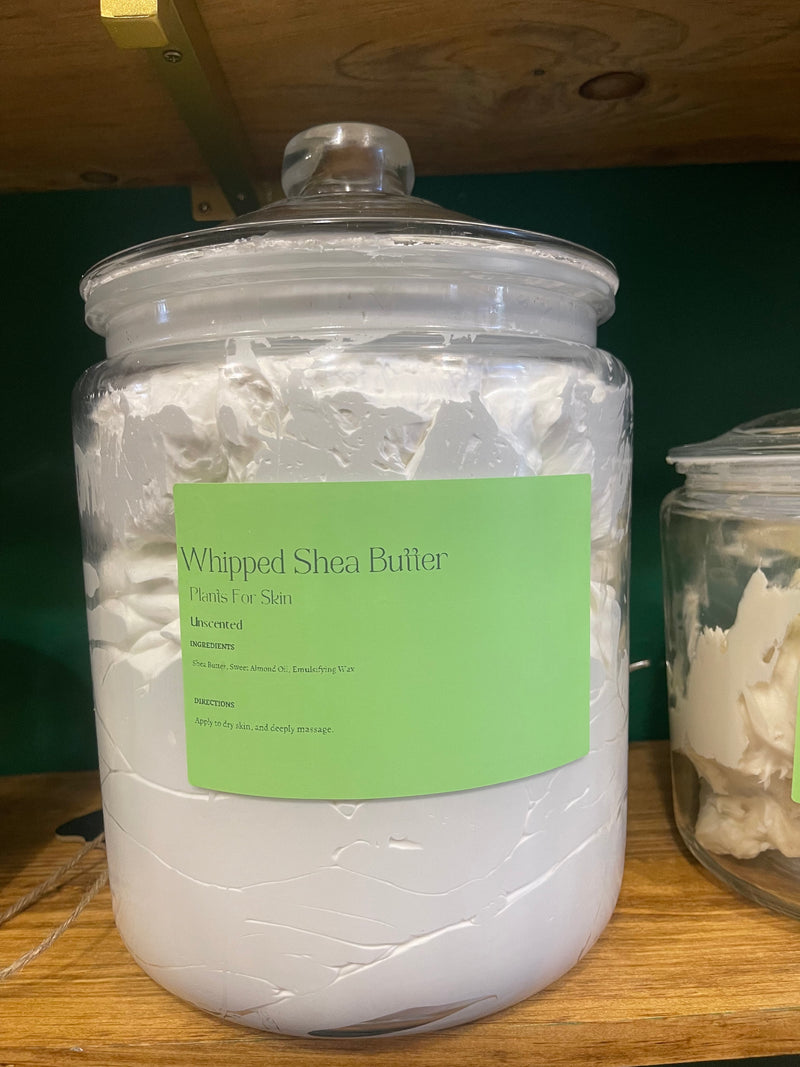 Whipped Shea Butter
Plants For Skin
Unscented
INGREDIENTS
Shea Butter, Sweet Almond Oil, Emulsifying Wax
DIRECTIONS
Apply to dry skin, and deeply massage.